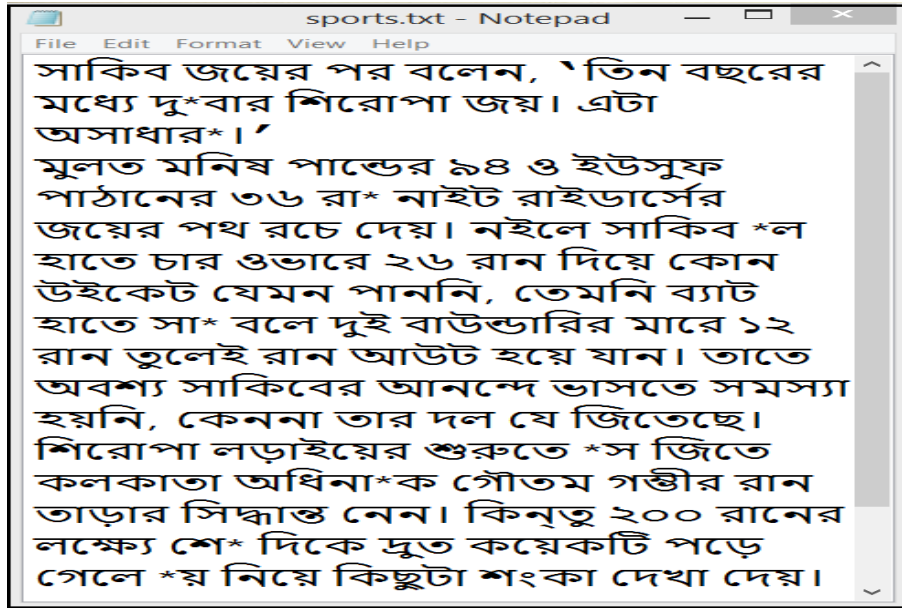 sports.txt - Notepad
File Edit Format View Help
সাকিব জয়ের পর বলেন, ‘তিন বছরের
মধ্যে দু*বার শিরোপা জয়। এটা
অসাধার*।’
মুলত মনিষ পান্ডের ৯৪ ও ইউসুফ
পাঠানের ৩৬ রা* নাইট রাইডার্সের
জয়ের পথ রচে দেয়। নইলে সাকিব *ল
হাতে চার ওভারে ২৬ রান দিয়ে কোন
উইকেট যেমন পাননি, তেমনি ব্যাট
হাতে সা* বলে দুই বাউন্ডারির মারে ১২
রান তুলেই রান আউট হয়ে যান। তাতে
অবশ্য সাকিবের আনন্দে ভাসতে সমস্যা
হয়নি, কেননা তার দল যে জিতেছে।
শিরোপা লড়াইয়ের শুরুতে *স জিতে
কলকাতা অধিনা*ক গৌতম গম্ভীর রান
তাড়ার সিদ্ধান্ত নেন। কিন্‌তু ২০০ রানের
লক্ষ্যে শে* দিকে দ্রুত কয়েকটি পড়ে
গেলে *য় নিয়ে কিছুটা শংকা দেখা দেয়।